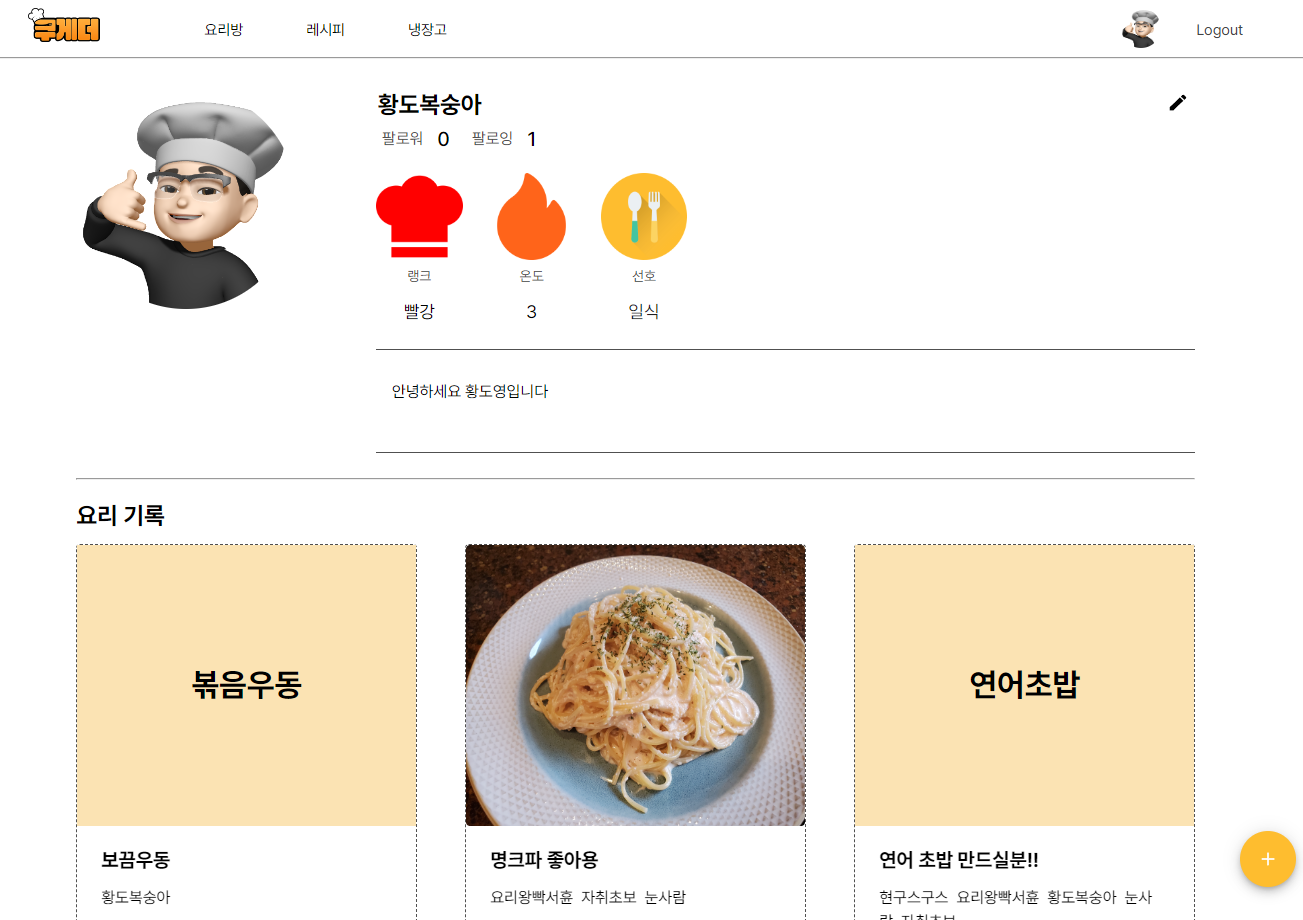 쿠게더
요리방 레시피 냉장고 Logout
황도복숭아
팔로워 0 팔로잉 1
랭크 온도 선호
빨강 3 일식
안녕하세요 황도영입니다
요리 기록
볶음우동 연어초밥
보끔우동 명크파 좋아용 연어 초밥 만드실분!!
황도복숭아 요리왕빡서훈 자취초보 눈사람 현구스구스 요리왕빡서훈 황도복숭아 눈사
람 자취초보